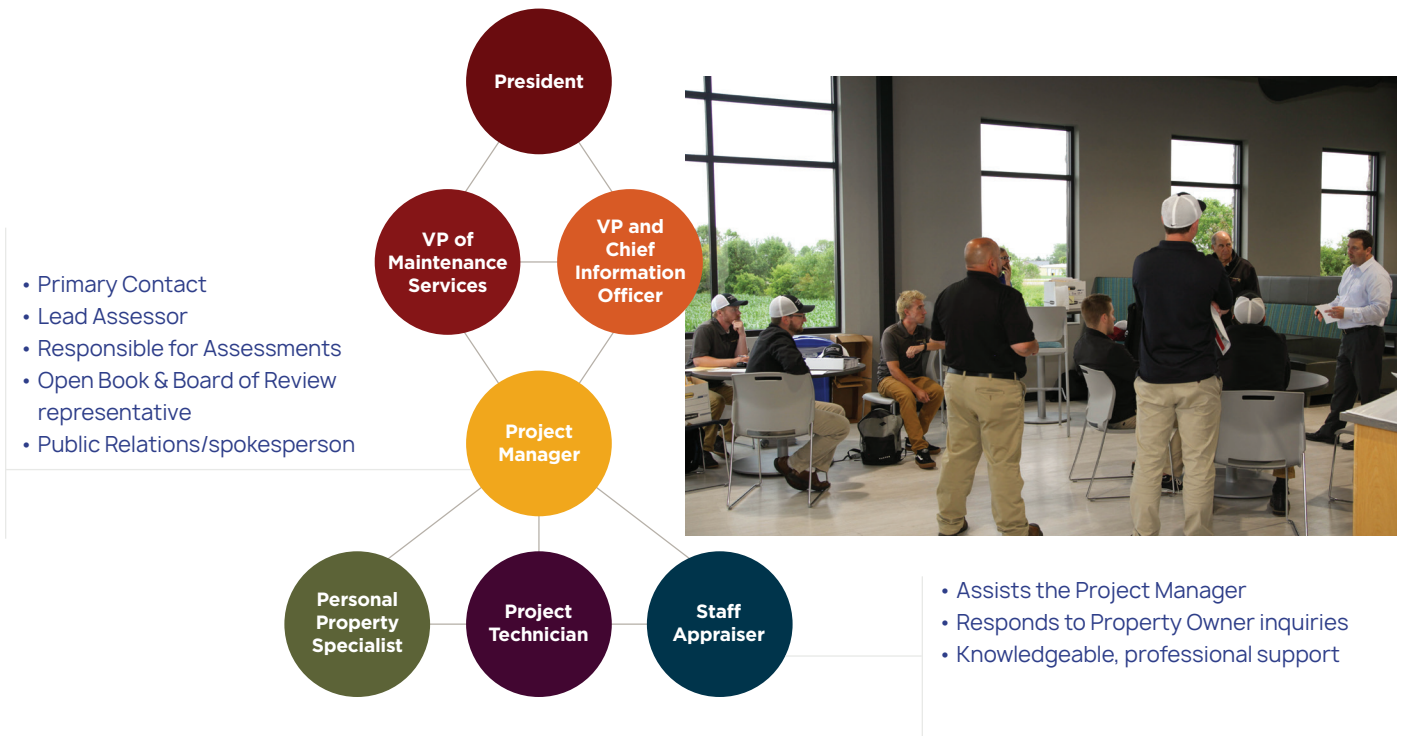 President
VP of
Maintenance
Services
VP and
Chief
Information
Officer
• Primary Contact
• Lead Assessor
• Responsible for Assessments
• Open Book & Board of Review
representative
• Public Relations/spokesperson
Project
Manager
Personal
Property
Specialist
Project
Technician
Staff
Appraiser
• Assists the Project Manager
• Responds to Property Owner inquiries
• Knowledgeable, professional support